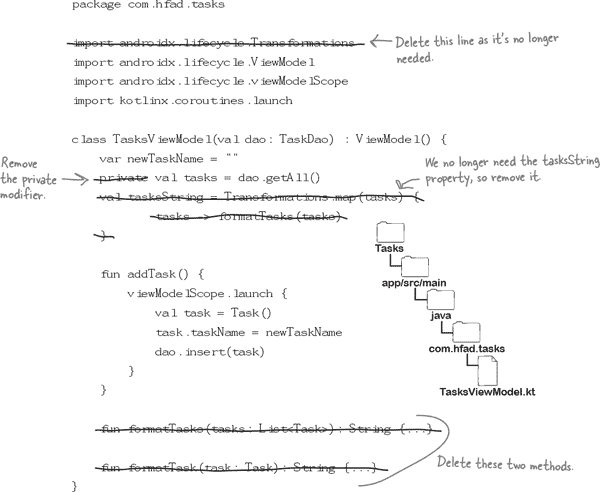 package com.hfad.tasks
import androidx.lifecycle.Transformations
Delete this line as it's no longer
needed.
import androidx.lifecycle.ViewModel
import androidx.lifecycle.viewModelScope
import kotlinx.coroutines.launch
class TasksViewModel(val dao: TaskDao) : ViewModel() {
Remove
the private
modifier.
var newTaskName = ""
private val tasks = dao.getAll()
We no longer need the tasksString
property, so remove it.
val tasksString = Transformations.map(tasks) {
tasks -> formatTasks(tasks)
}
Tasks
app/src/main
java
com.hfad.tasks
TasksViewModel.kt
fun addTask() {
viewModelScope.launch {
val task = Task()
task.taskName = newTaskName
dao.insert(task)
}
}
fun formatTasks(tasks: List<Task>): String {...}
fun formatTask(task: Task): String {...}
Delete these two methods.
}